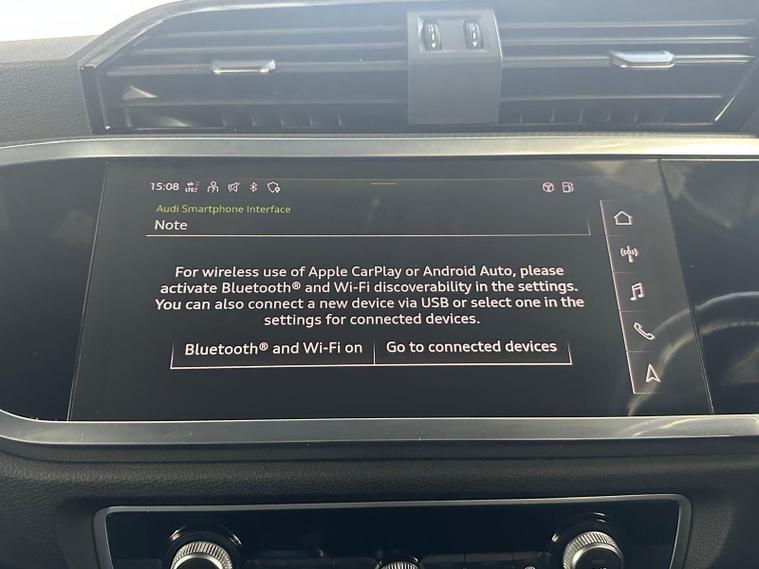 15:08 LTE
Audi Smartphone Interface
Note
For wireless use of Apple CarPlay or Android Auto, please
activate Bluetooth® and Wi-Fi discoverability in the settings.
You can also connect a new device via USB or select one in the
settings for connected devices.
Bluetooth® and Wi-Fi on
Go to connected devices